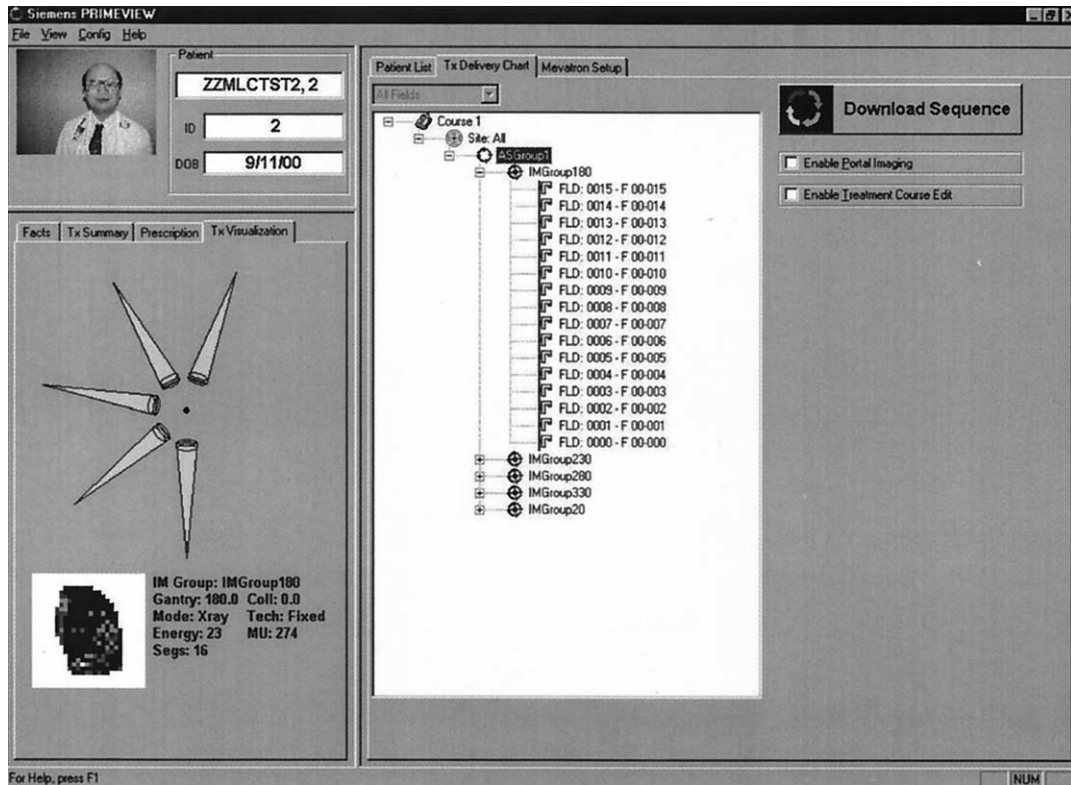 Siemens PRIMEVIEW
File View Config Help
Patient
ZZMLCTST2, 2
ID 2
DOB 9/11/00
Facts Tx Summary Prescription Tx Visualization
IM Group: IMGroup180
Gantry: 180.0 Coll: 0.0
Mode: Xray Tech: Fixed
Energy: 23 MU: 274
Segs: 16
Patient List Tx Delivery Chart Mevatron Setup
All Fields
Course 1
Site: All
ASGroup1
IMGroup180
FLD: 0015 - F 00-015
FLD: 0014 - F 00-014
FLD: 0013 - F 00-013
FLD: 0012 - F 00-012
FLD: 0011 - F 00-011
FLD: 0010 - F 00-010
FLD: 0009 - F 00-009
FLD: 0008 - F 00-008
FLD: 0007 - F 00-007
FLD: 0006 - F 00-006
FLD: 0005 - F 00-005
FLD: 0004 - F 00-004
FLD: 0003 - F 00-003
FLD: 0002 - F 00-002
FLD: 0001 - F 00-001
FLD: 0000 - F 00-000
IMGroup230
IMGroup280
IMGroup330
IMGroup20
Download Sequence
Enable Portal Imaging
Enable Treatment Course Edit
For Help, press F1
NUM